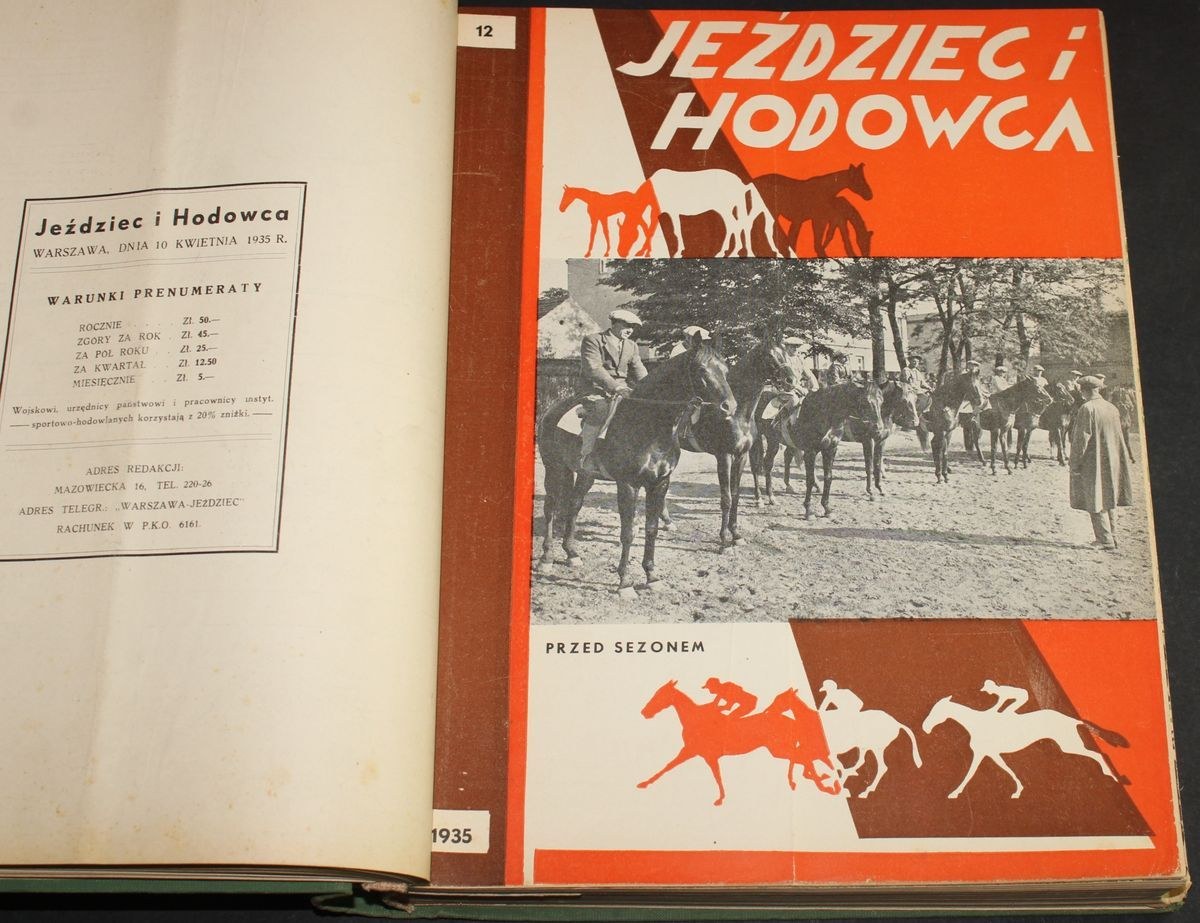 Jeździec i Hodowca
WARSZAWA, DNIA 10 KWIETNIA 1935 R.
WARUNKI PRENUMERATY
ROCZNIE . . . . Zł. 50.—
ZGÓRY ZA ROK . Zł. 45.—
ZA PÓŁ ROKU . . Zł. 25.—
ZA KWARTAŁ . . Zł. 12.50
MIESIĘCZNIE . . Zł. 5.—
Wojskowi, urzędnicy państwowi i pracownicy instyt.
— sportowo-hodowlanych korzystają z 20% zniżki. —
ADRES REDAKCJI:
MAZOWIECKA 16, TEL. 220-26
ADRES TELEGR.: „WARSZAWA-JEŹDZIEC"
RACHUNEK W P.K.O. 6161.
12
JEŹDZIEC i
HODOWCA
PRZED SEZONEM
1935